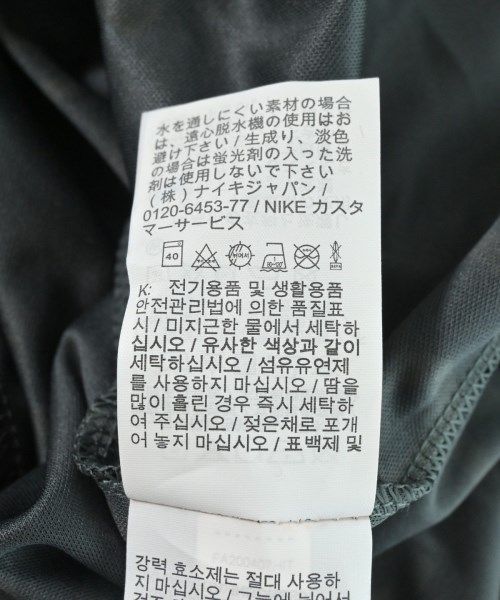 水を通しにくい素材の場合
は、遠心脱水機の使用はお
避け下さい / 生成り、淡色
の場合は蛍光剤の入った洗
剤は使用しないで下さい
(株) ナイキジャパン /
0120-6453-77 / NIKE カスタ
マーサービス
40
K: 전기용품 및 생활용품
안전관리법에 의한 품질표
시 / 미지근한 물에서 세탁하
십시오 / 유사한 색상과 같이
세탁하십시오 / 섬유유연제
를 사용하지 마십시오 / 땀을
많이 흘린 경우 즉시 세탁하
여 주십시오 / 젖은채로 포개
어 놓지 마십시오 / 표백제 및
강력 효소제는 절대 사용하
지 마십시오 / 그늘에 뉘어서